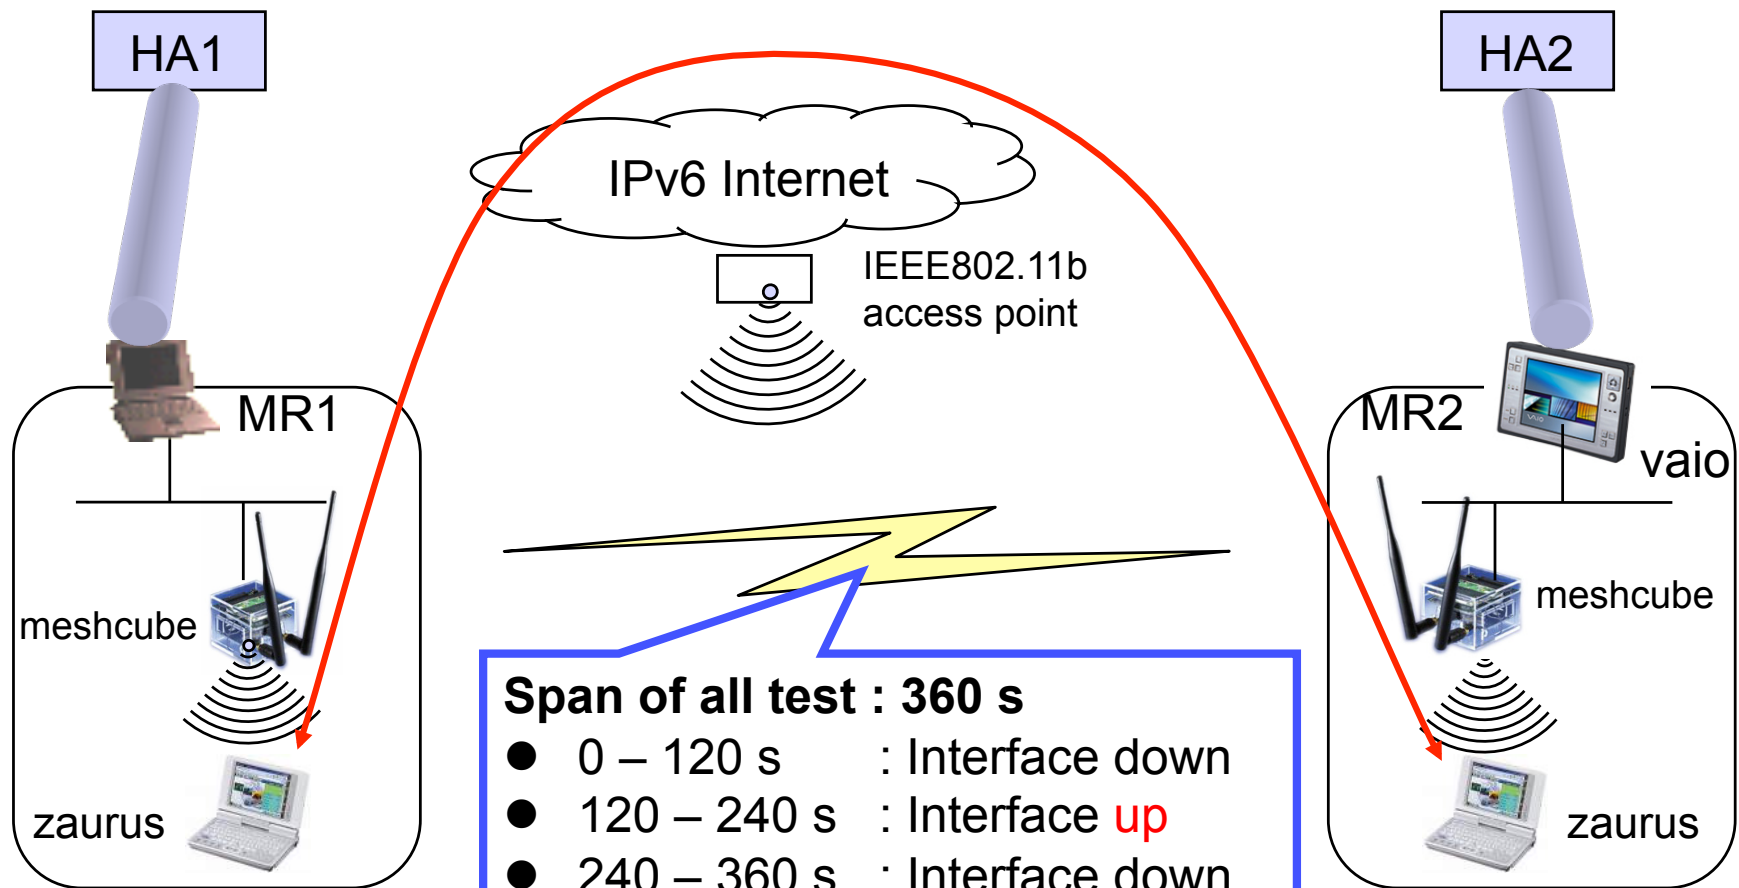 HA1
HA2
IPv6 Internet
IEEE802.11b
access point
MR1
MR2
vaio
meshcube
meshcube
Span of all test : 360 s
● 0 – 120 s : Interface down
● 120 – 240 s : Interface up
● 240 – 360 s : Interface down
zaurus
zaurus